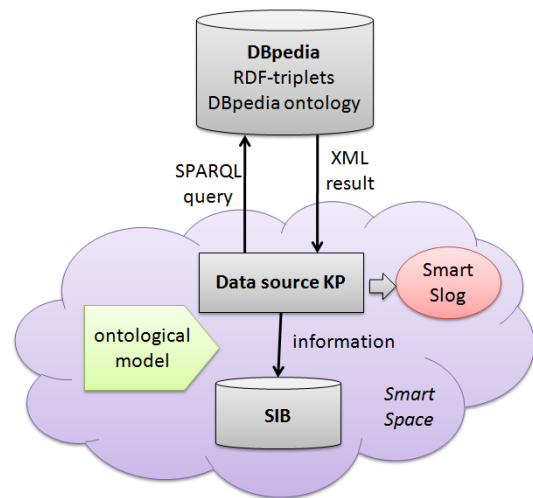 DBpedia
RDF-triplets
DBpedia ontology
SPARQL
query
XML
result
Data source KP
Smart
Slog
ontological
model
information
SIB
Smart
Space